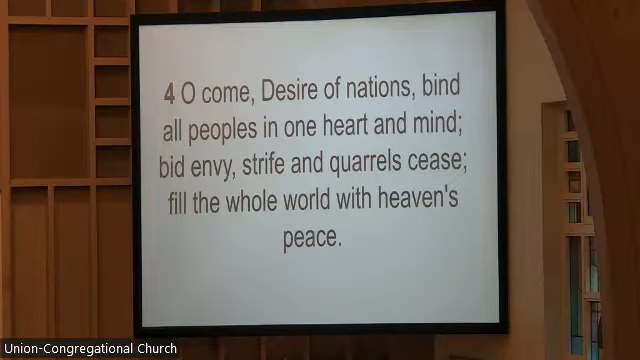 4 O come, Desire of nations, bind
all peoples in one heart and mind;
bid envy, strife and quarrels cease;
fill the whole world with heaven's
peace.
Union-Congregational Church